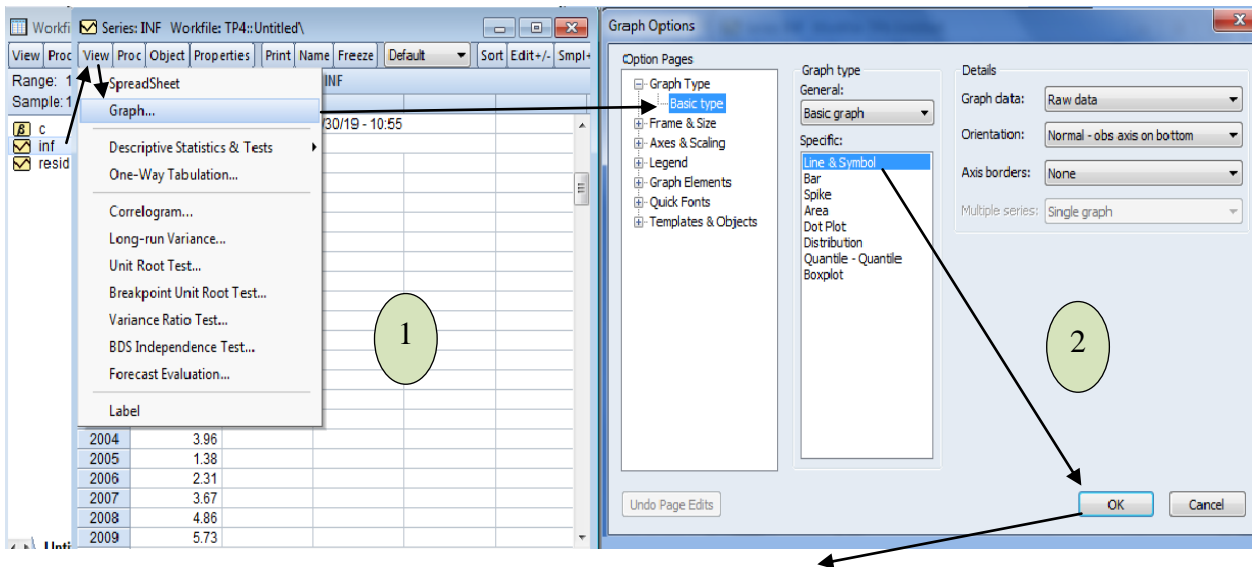 Workfi
Series: INF Workfile: TP4::Untitled\
View Proc
View Proc Object Properties Print Name Freeze Default Sort Edit+/- Smpl+
Range: 1
Sample: 1
INF
/30/19 - 10:55
c
inf
resid
SpreadSheet
Graph...
Descriptive Statistics & Tests
One-Way Tabulation...
Correlogram...
Long-run Variance...
Unit Root Test...
Breakpoint Unit Root Test...
Variance Ratio Test...
BDS Independence Test...
Forecast Evaluation...
Label
2004 3.96
2005 1.38
2006 2.31
2007 3.67
2008 4.86
2009 5.73
Unti
1
Graph Options
Option Pages
Graph Type
Basic type
Frame & Size
Axes & Scaling
Legend
Graph Elements
Quick Fonts
Templates & Objects
Undo Page Edits
Graph type
General:
Basic graph
Specific:
Line & Symbol
Bar
Spike
Area
Dot Plot
Distribution
Quantile - Quantile
Boxplot
Details
Graph data: Raw data
Orientation: Normal - obs axis on bottom
Axis borders: None
Multiple series: Single graph
2
OK
Cancel